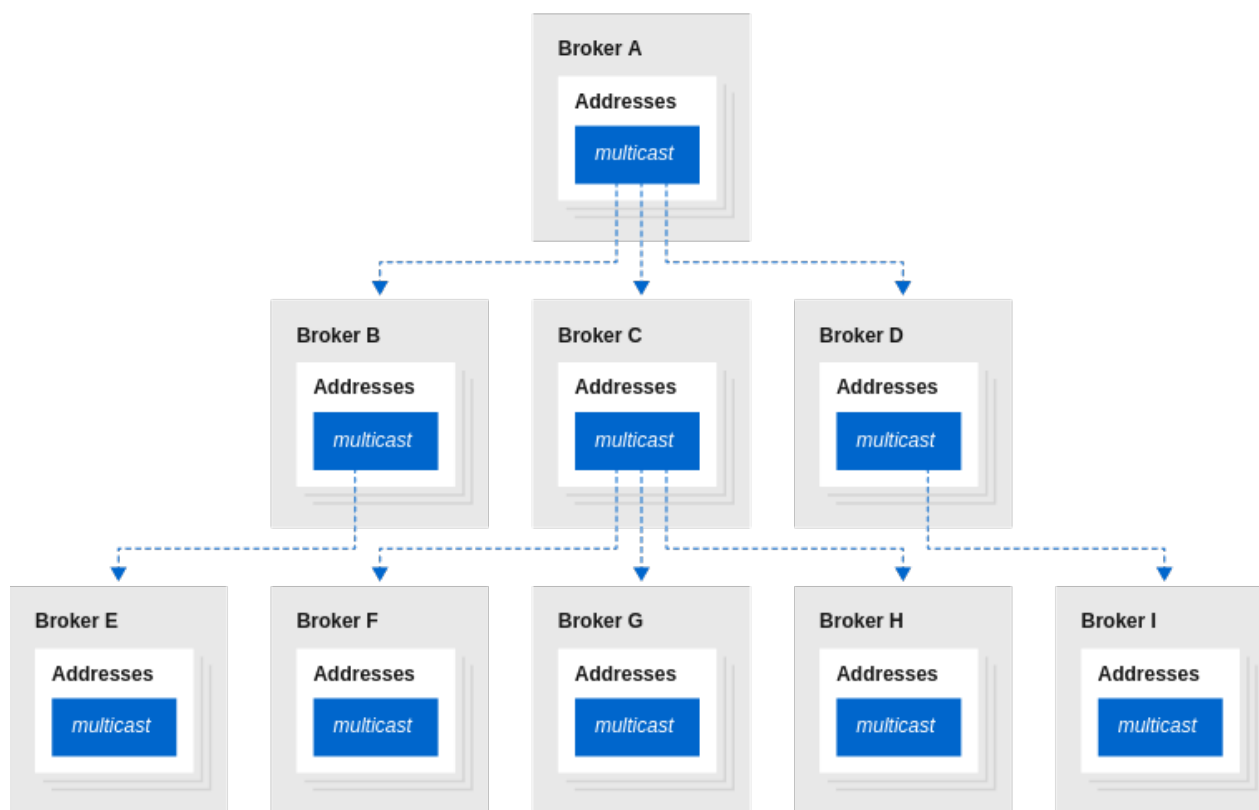 Broker A
Addresses
multicast
Broker B
Addresses
multicast
Broker C
Addresses
multicast
Broker D
Addresses
multicast
Broker E
Addresses
multicast
Broker F
Addresses
multicast
Broker G
Addresses
multicast
Broker H
Addresses
multicast
Broker I
Addresses
multicast